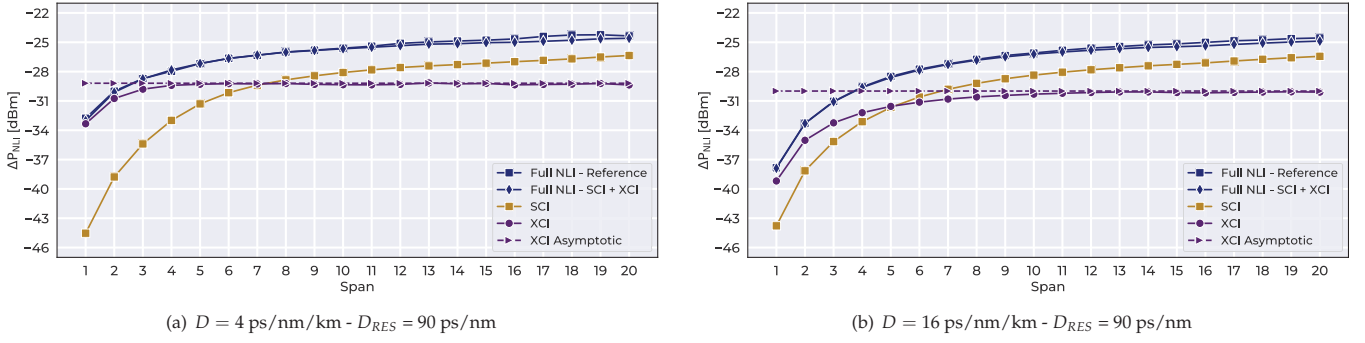 −22
−25
−28
−31
−34
−37
−40
−43
−46
ΔP_NLI [dBm]
Full NLI - Reference
Full NLI - SCI + XCI
SCI
XCI
XCI Asymptotic
1 2 3 4 5 6 7 8 9 10 11 12 13 14 15 16 17 18 19 20
Span
(a) D = 4 ps/nm/km - D_RES = 90 ps/nm
−22
−25
−28
−31
−34
−37
−40
−43
−46
ΔP_NLI [dBm]
Full NLI - Reference
Full NLI - SCI + XCI
SCI
XCI
XCI Asymptotic
1 2 3 4 5 6 7 8 9 10 11 12 13 14 15 16 17 18 19 20
Span
(b) D = 16 ps/nm/km - D_RES = 90 ps/nm